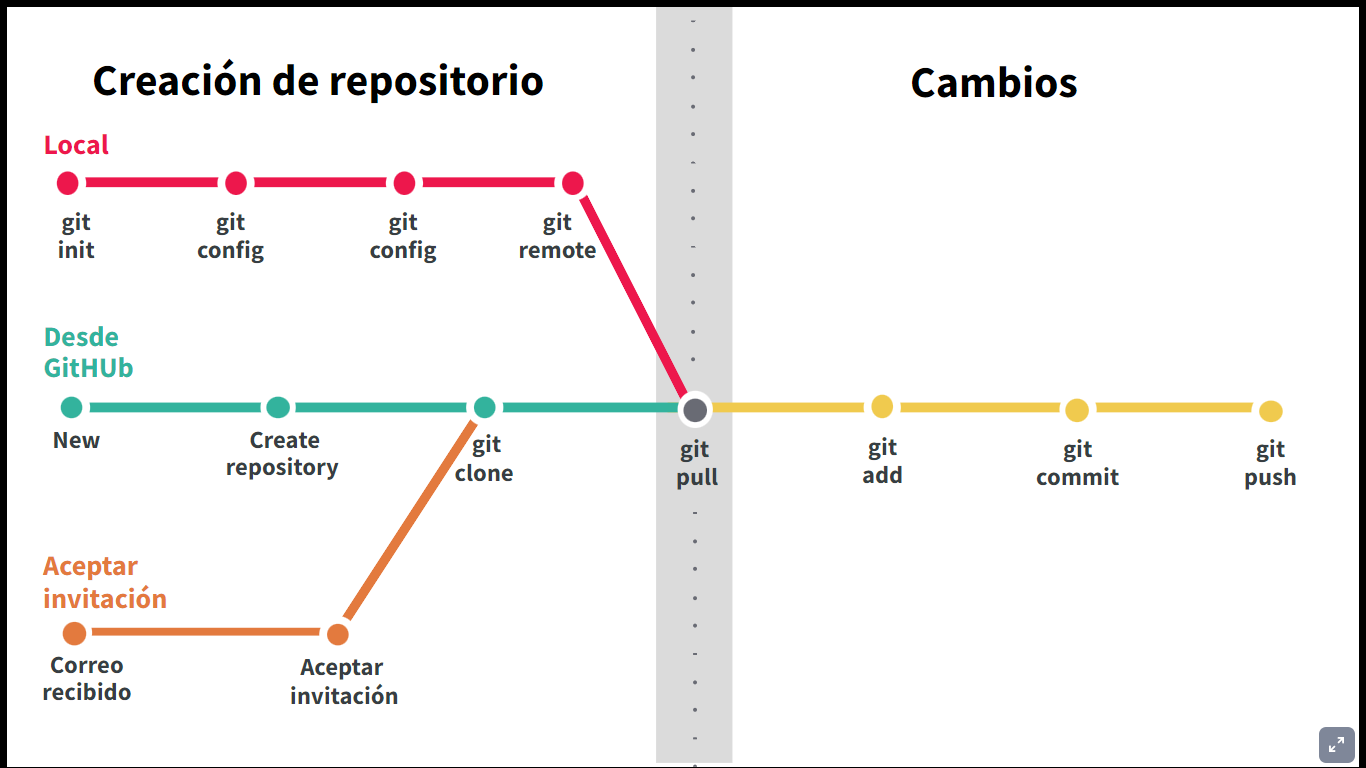 Creación de repositorio
Cambios
Local
git
init
git
config
git
config
git
remote
Desde
GitHUb
New
Create
repository
git
clone
git
pull
git
add
git
commit
git
push
Aceptar
invitación
Correo
recibido
Aceptar
invitación